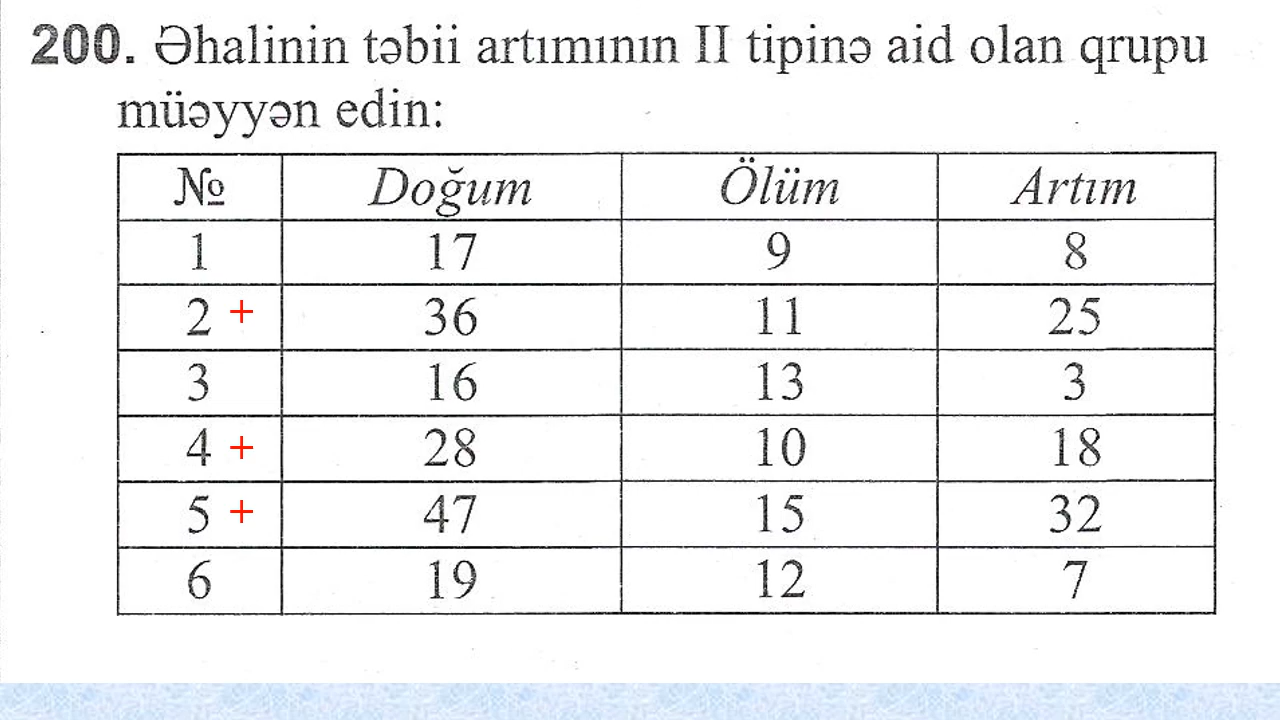 200. Əhalinin təbii artımının II tipinə aid olan qrupu
müəyyən edin:
№ Doğum Ölüm Artım
1 17 9 8
2 + 36 11 25
3 16 13 3
4 + 28 10 18
5 + 47 15 32
6 19 12 7